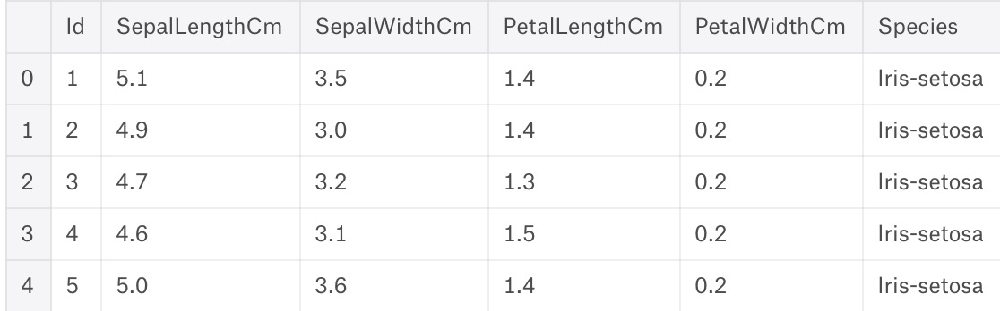 Id SepalLengthCm SepalWidthCm PetalLengthCm PetalWidthCm Species
0 1 5.1 3.5 1.4 0.2 Iris-setosa
1 2 4.9 3.0 1.4 0.2 Iris-setosa
2 3 4.7 3.2 1.3 0.2 Iris-setosa
3 4 4.6 3.1 1.5 0.2 Iris-setosa
4 5 5.0 3.6 1.4 0.2 Iris-setosa